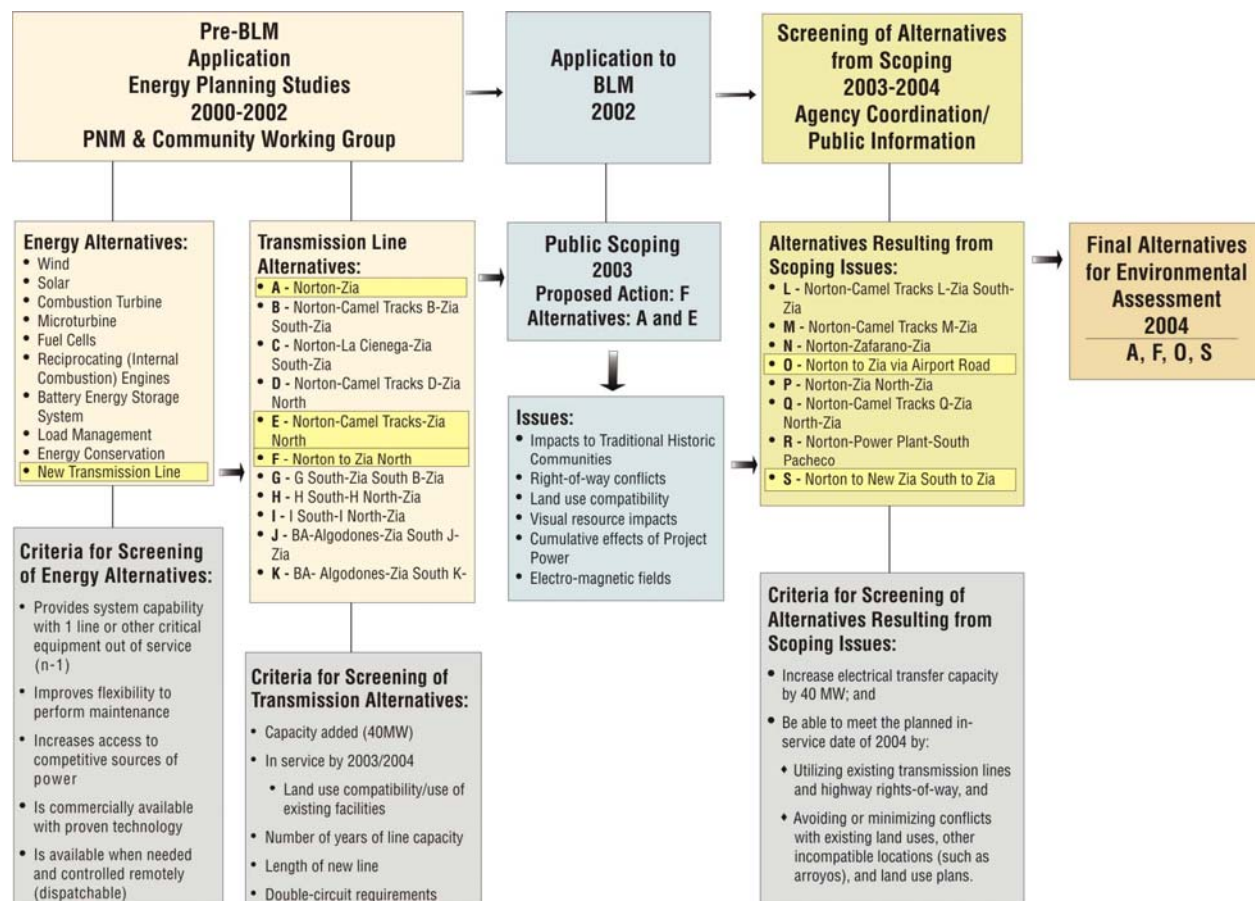 Pre-BLM
Application
Energy Planning Studies
2000-2002
PNM & Community Working Group
Application to
BLM
2002
Screening of Alternatives
from Scoping
2003-2004
Agency Coordination/
Public Information
Energy Alternatives:
• Wind
• Solar
• Combustion Turbine
• Microturbine
• Fuel Cells
• Reciprocating (Internal
Combustion) Engines
• Battery Energy Storage
System
• Load Management
• Energy Conservation
• New Transmission Line
Transmission Line
Alternatives:
• A - Norton-Zia
• B - Norton-Camel Tracks B-Zia
South-Zia
• C - Norton-La Cienega-Zia
South-Zia
• D - Norton-Camel Tracks D-Zia
North
• E - Norton-Camel Tracks-Zia
North
• F - Norton to Zia North
• G - G South-Zia South B-Zia
• H - H South-H North-Zia
• I - I South-I North-Zia
• J - BA-Algodones-Zia South J-
Zia
• K - BA- Algodones-Zia South K-
Public Scoping
2003
Proposed Action: F
Alternatives: A and E
Issues:
• Impacts to Traditional Historic
Communities
• Right-of-way conflicts
• Land use compatibility
• Visual resource impacts
• Cumulative effects of Project
Power
• Electro-magnetic fields
Alternatives Resulting from
Scoping Issues:
• L - Norton-Camel Tracks L-Zia South-
Zia
• M - Norton-Camel Tracks M-Zia
• N - Norton-Zafarano-Zia
• O - Norton to Zia via Airport Road
• P - Norton-Zia North-Zia
• Q - Norton-Camel Tracks Q-Zia
North-Zia
• R - Norton-Power Plant-South
Pacheco
• S - Norton to New Zia South to Zia
Final Alternatives
for Environmental
Assessment
2004
A, F, O, S
Criteria for Screening
of Energy Alternatives:
• Provides system capability
with 1 line or other critical
equipment out of service
(n-1)
• Improves flexibility to
perform maintenance
• Increases access to
competitive sources of
power
• Is commercially available
with proven technology
• Is available when needed
and controlled remotely
(dispatchable)
Criteria for Screening of
Transmission Alternatives:
• Capacity added (40MW)
• In service by 2003/2004
• Land use compatibility/use of
existing facilities
• Number of years of line capacity
• Length of new line
• Double-circuit requirements
Criteria for Screening of
Alternatives Resulting from
Scoping Issues:
• Increase electrical transfer capacity
by 40 MW; and
• Be able to meet the planned in-
service date of 2004 by:
♦ Utilizing existing transmission lines
and highway rights-of-way, and
♦ Avoiding or minimizing conflicts
with existing land uses, other
incompatible locations (such as
arroyos), and land use plans.